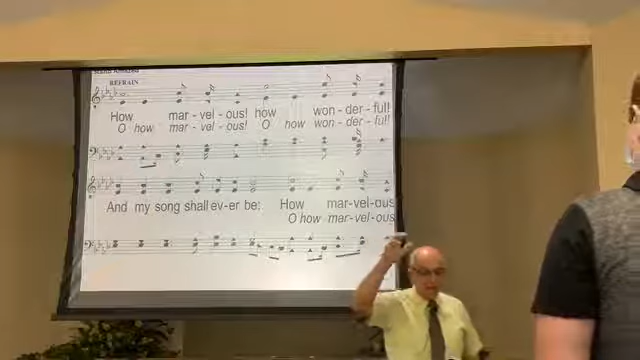 REFRAIN
How mar - vel - ous! how won - der - ful!
O how mar - vel - ous! O how won - der - ful!
And my song shall ev-er be: How mar-vel-ous
O how mar-vel-ous